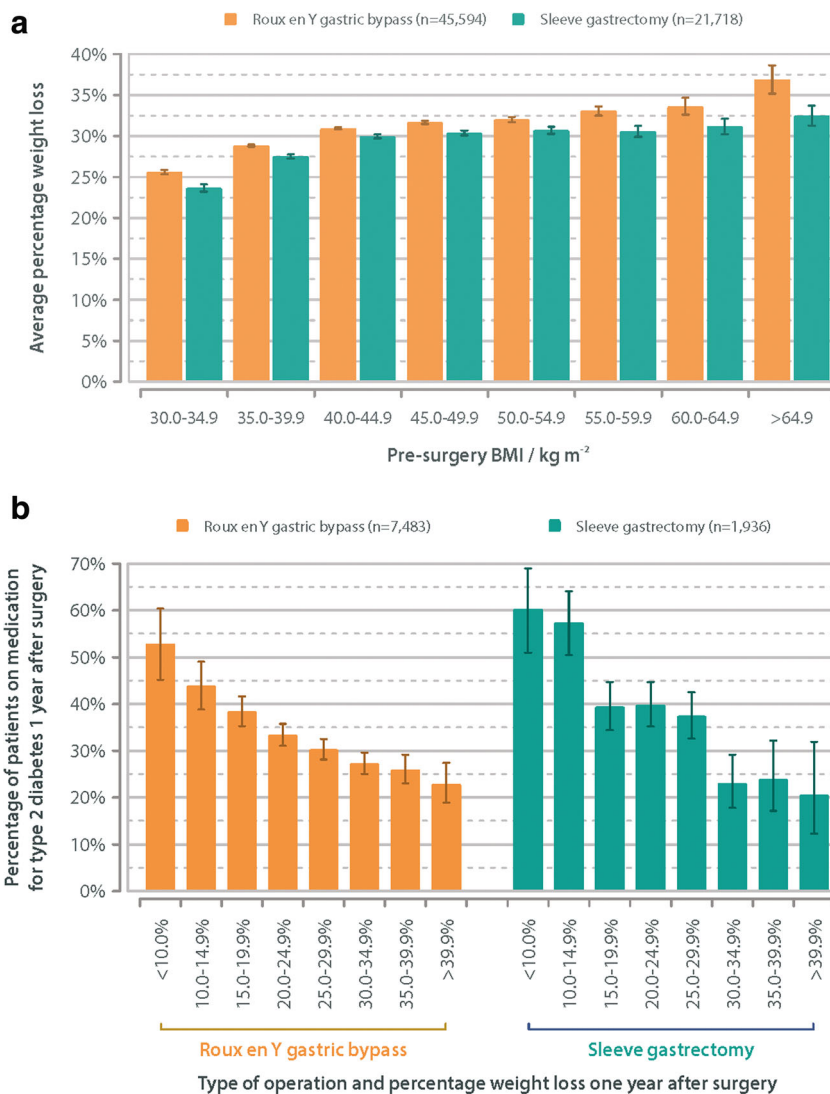 a
Roux en Y gastric bypass (n=45,594) Sleeve gastrectomy (n=21,718)
Average percentage weight loss
40%
35%
30%
25%
20%
15%
10%
5%
0%
30.0-34.9 35.0-39.9 40.0-44.9 45.0-49.9 50.0-54.9 55.0-59.9 60.0-64.9 >64.9
Pre-surgery BMI / kg m⁻²
b
Roux en Y gastric bypass (n=7,483) Sleeve gastrectomy (n=1,936)
Percentage of patients on medication
for type 2 diabetes 1 year after surgery
70%
60%
50%
40%
30%
20%
10%
0%
<10.0% 10.0-14.9% 15.0-19.9% 20.0-24.9% 25.0-29.9% 30.0-34.9% 35.0-39.9% >39.9% <10.0% 10.0-14.9% 15.0-19.9% 20.0-24.9% 25.0-29.9% 30.0-34.9% 35.0-39.9% >39.9%
Roux en Y gastric bypass Sleeve gastrectomy
Type of operation and percentage weight loss one year after surgery